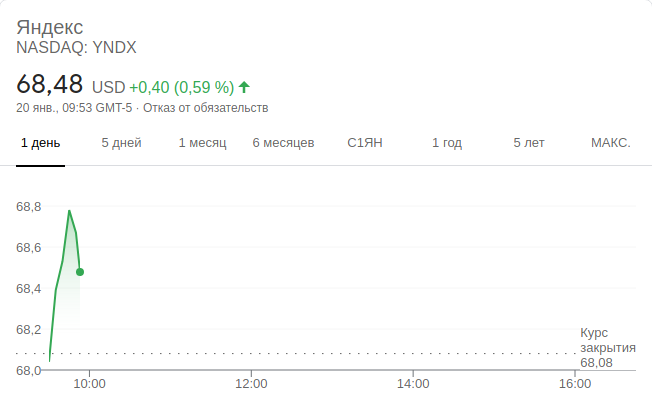 Яндекс
NASDAQ: YNDX
68,48 USD +0,40 (0,59 %)
20 янв., 09:53 GMT-5 · Отказ от обязательств
1 день 5 дней 1 месяц 6 месяцев С1ЯН 1 год 5 лет МАКС.
68,8
68,6
68,4
68,2
Курс
закрытия
68,08
68,0
10:00 12:00 14:00 16:00